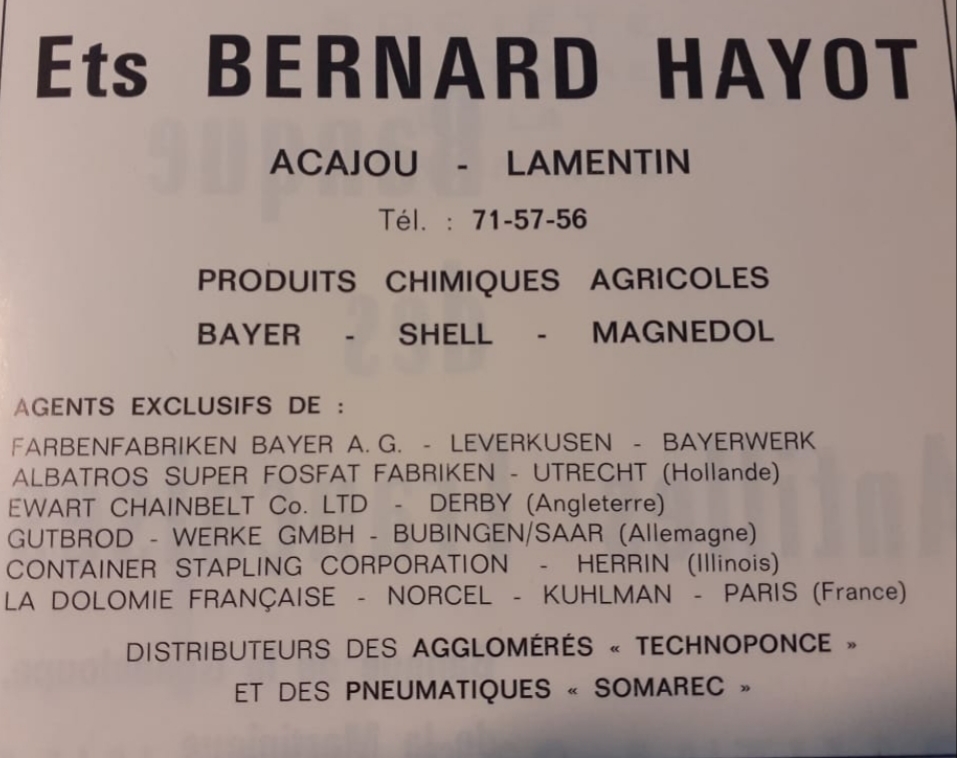 Ets BERNARD HAYOT
ACAJOU - LAMENTIN
Tél. : 71-57-56
PRODUITS CHIMIQUES AGRICOLES
BAYER - SHELL - MAGNEDOL
AGENTS EXCLUSIFS DE :
FARBENFABRIKEN BAYER A. G. - LEVERKUSEN - BAYERWERK
ALBATROS SUPER FOSFAT FABRIKEN - UTRECHT (Hollande)
EWART CHAINBELT Co. LTD - DERBY (Angleterre)
GUTBROD - WERKE GMBH - BUBINGEN/SAAR (Allemagne)
CONTAINER STAPLING CORPORATION - HERRIN (Illinois)
LA DOLOMIE FRANÇAISE - NORCEL - KUHLMAN - PARIS (France)
DISTRIBUTEURS DES AGGLOMÉRÉS « TECHNOPONCE »
ET DES PNEUMATIQUES « SOMAREC »